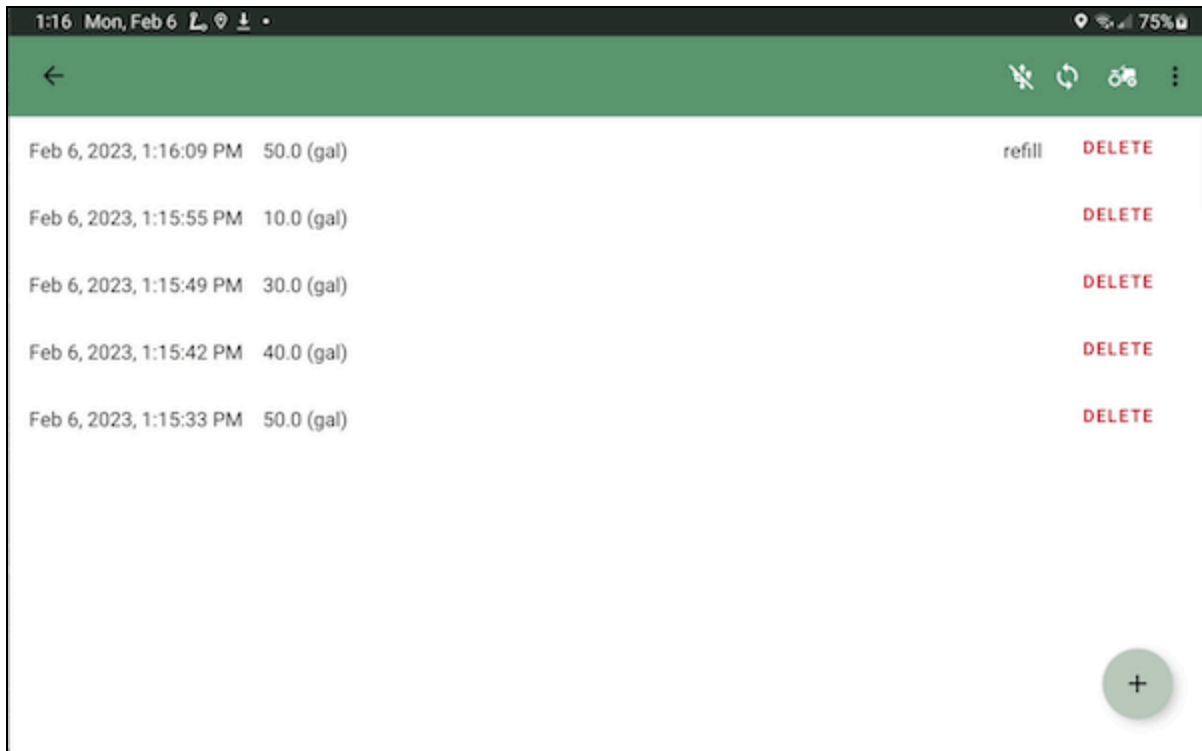 1:16 Mon, Feb 6 75%
Feb 6, 2023, 1:16:09 PM 50.0 (gal) refill DELETE
Feb 6, 2023, 1:15:55 PM 10.0 (gal) DELETE
Feb 6, 2023, 1:15:49 PM 30.0 (gal) DELETE
Feb 6, 2023, 1:15:42 PM 40.0 (gal) DELETE
Feb 6, 2023, 1:15:33 PM 50.0 (gal) DELETE
+